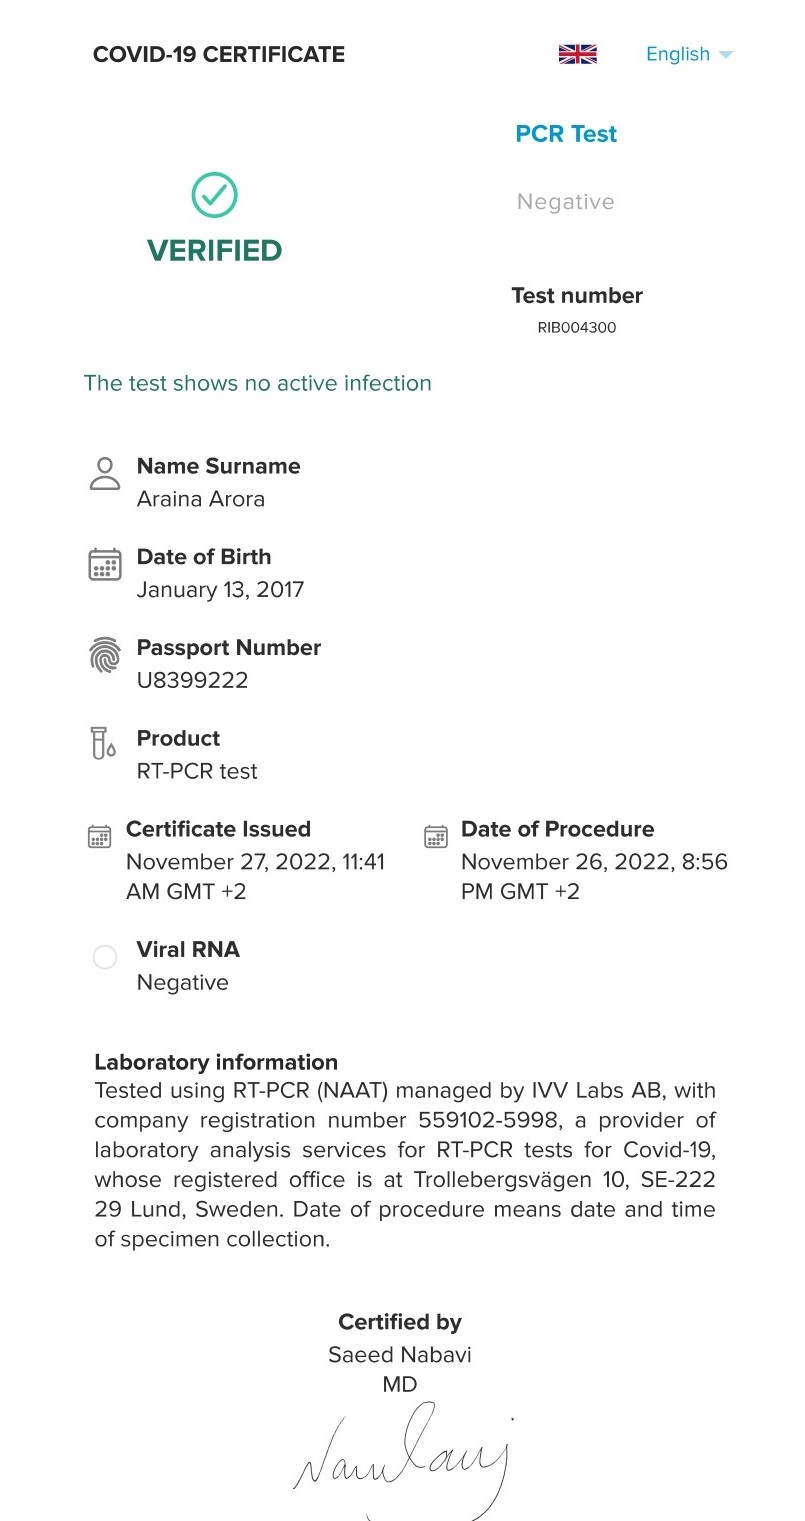 COVID-19 CERTIFICATE
English
PCR Test
Negative
VERIFIED
Test number
RIB004300
The test shows no active infection
Name Surname
Araina Arora
Date of Birth
January 13, 2017
Passport Number
U8399222
Product
RT-PCR test
Certificate Issued
November 27, 2022, 11:41
AM GMT +2
Date of Procedure
November 26, 2022, 8:56
PM GMT +2
Viral RNA
Negative
Laboratory information
Tested using RT-PCR (NAAT) managed by IVV Labs AB, with
company registration number 559102-5998, a provider of
laboratory analysis services for RT-PCR tests for Covid-19,
whose registered office is at Trollebergsvägen 10, SE-222
29 Lund, Sweden. Date of procedure means date and time
of specimen collection.
Certified by
Saeed Nabavi
MD